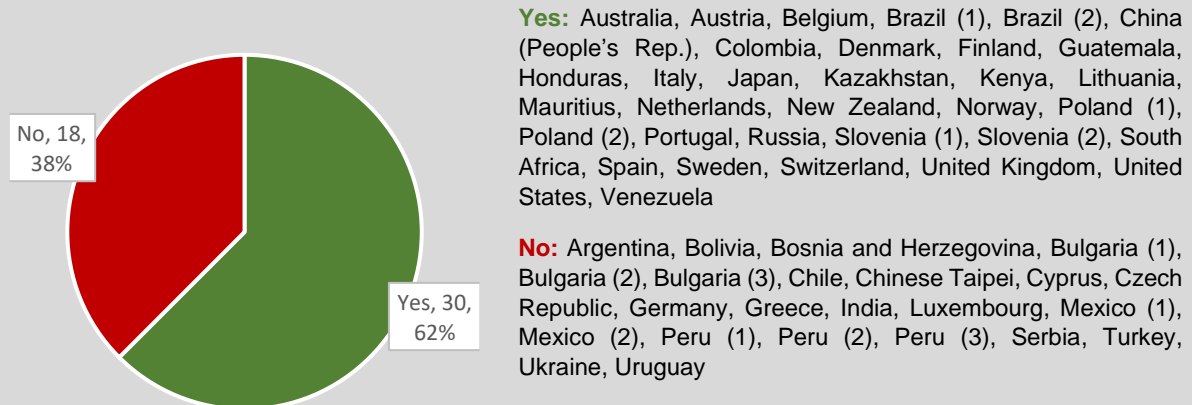 No, 18,
38%
Yes, 30,
62%
Yes: Australia, Austria, Belgium, Brazil (1), Brazil (2), China
(People's Rep.), Colombia, Denmark, Finland, Guatemala,
Honduras, Italy, Japan, Kazakhstan, Kenya, Lithuania,
Mauritius, Netherlands, New Zealand, Norway, Poland (1),
Poland (2), Portugal, Russia, Slovenia (1), Slovenia (2), South
Africa, Spain, Sweden, Switzerland, United Kingdom, United
States, Venezuela
No: Argentina, Bolivia, Bosnia and Herzegovina, Bulgaria (1),
Bulgaria (2), Bulgaria (3), Chile, Chinese Taipei, Cyprus, Czech
Republic, Germany, Greece, India, Luxembourg, Mexico (1),
Mexico (2), Peru (1), Peru (2), Peru (3), Serbia, Turkey,
Ukraine, Uruguay